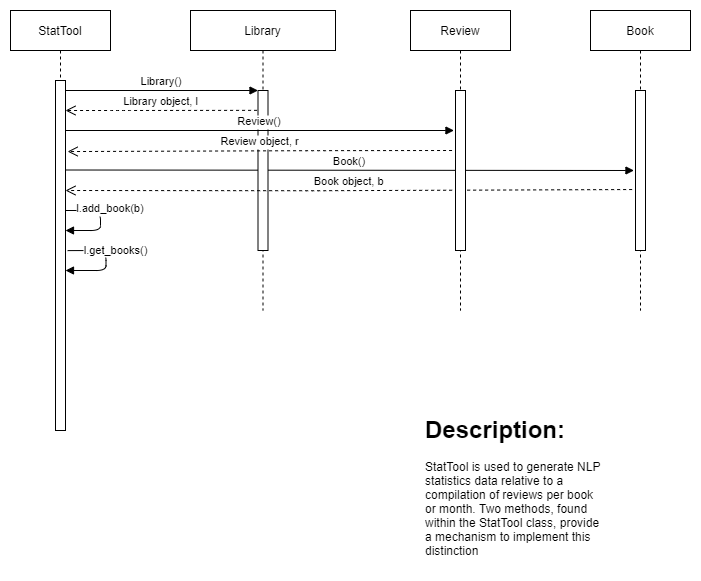 StatTool
Library
Review
Book
Library()
Library object, l
Review()
Review object, r
Book()
Book object, b
l.add_book(b)
l.get_books()
Description:
StatTool is used to generate NLP
statistics data relative to a
compilation of reviews per book
or month. Two methods, found
within the StatTool class, provide
a mechanism to implement this
distinction